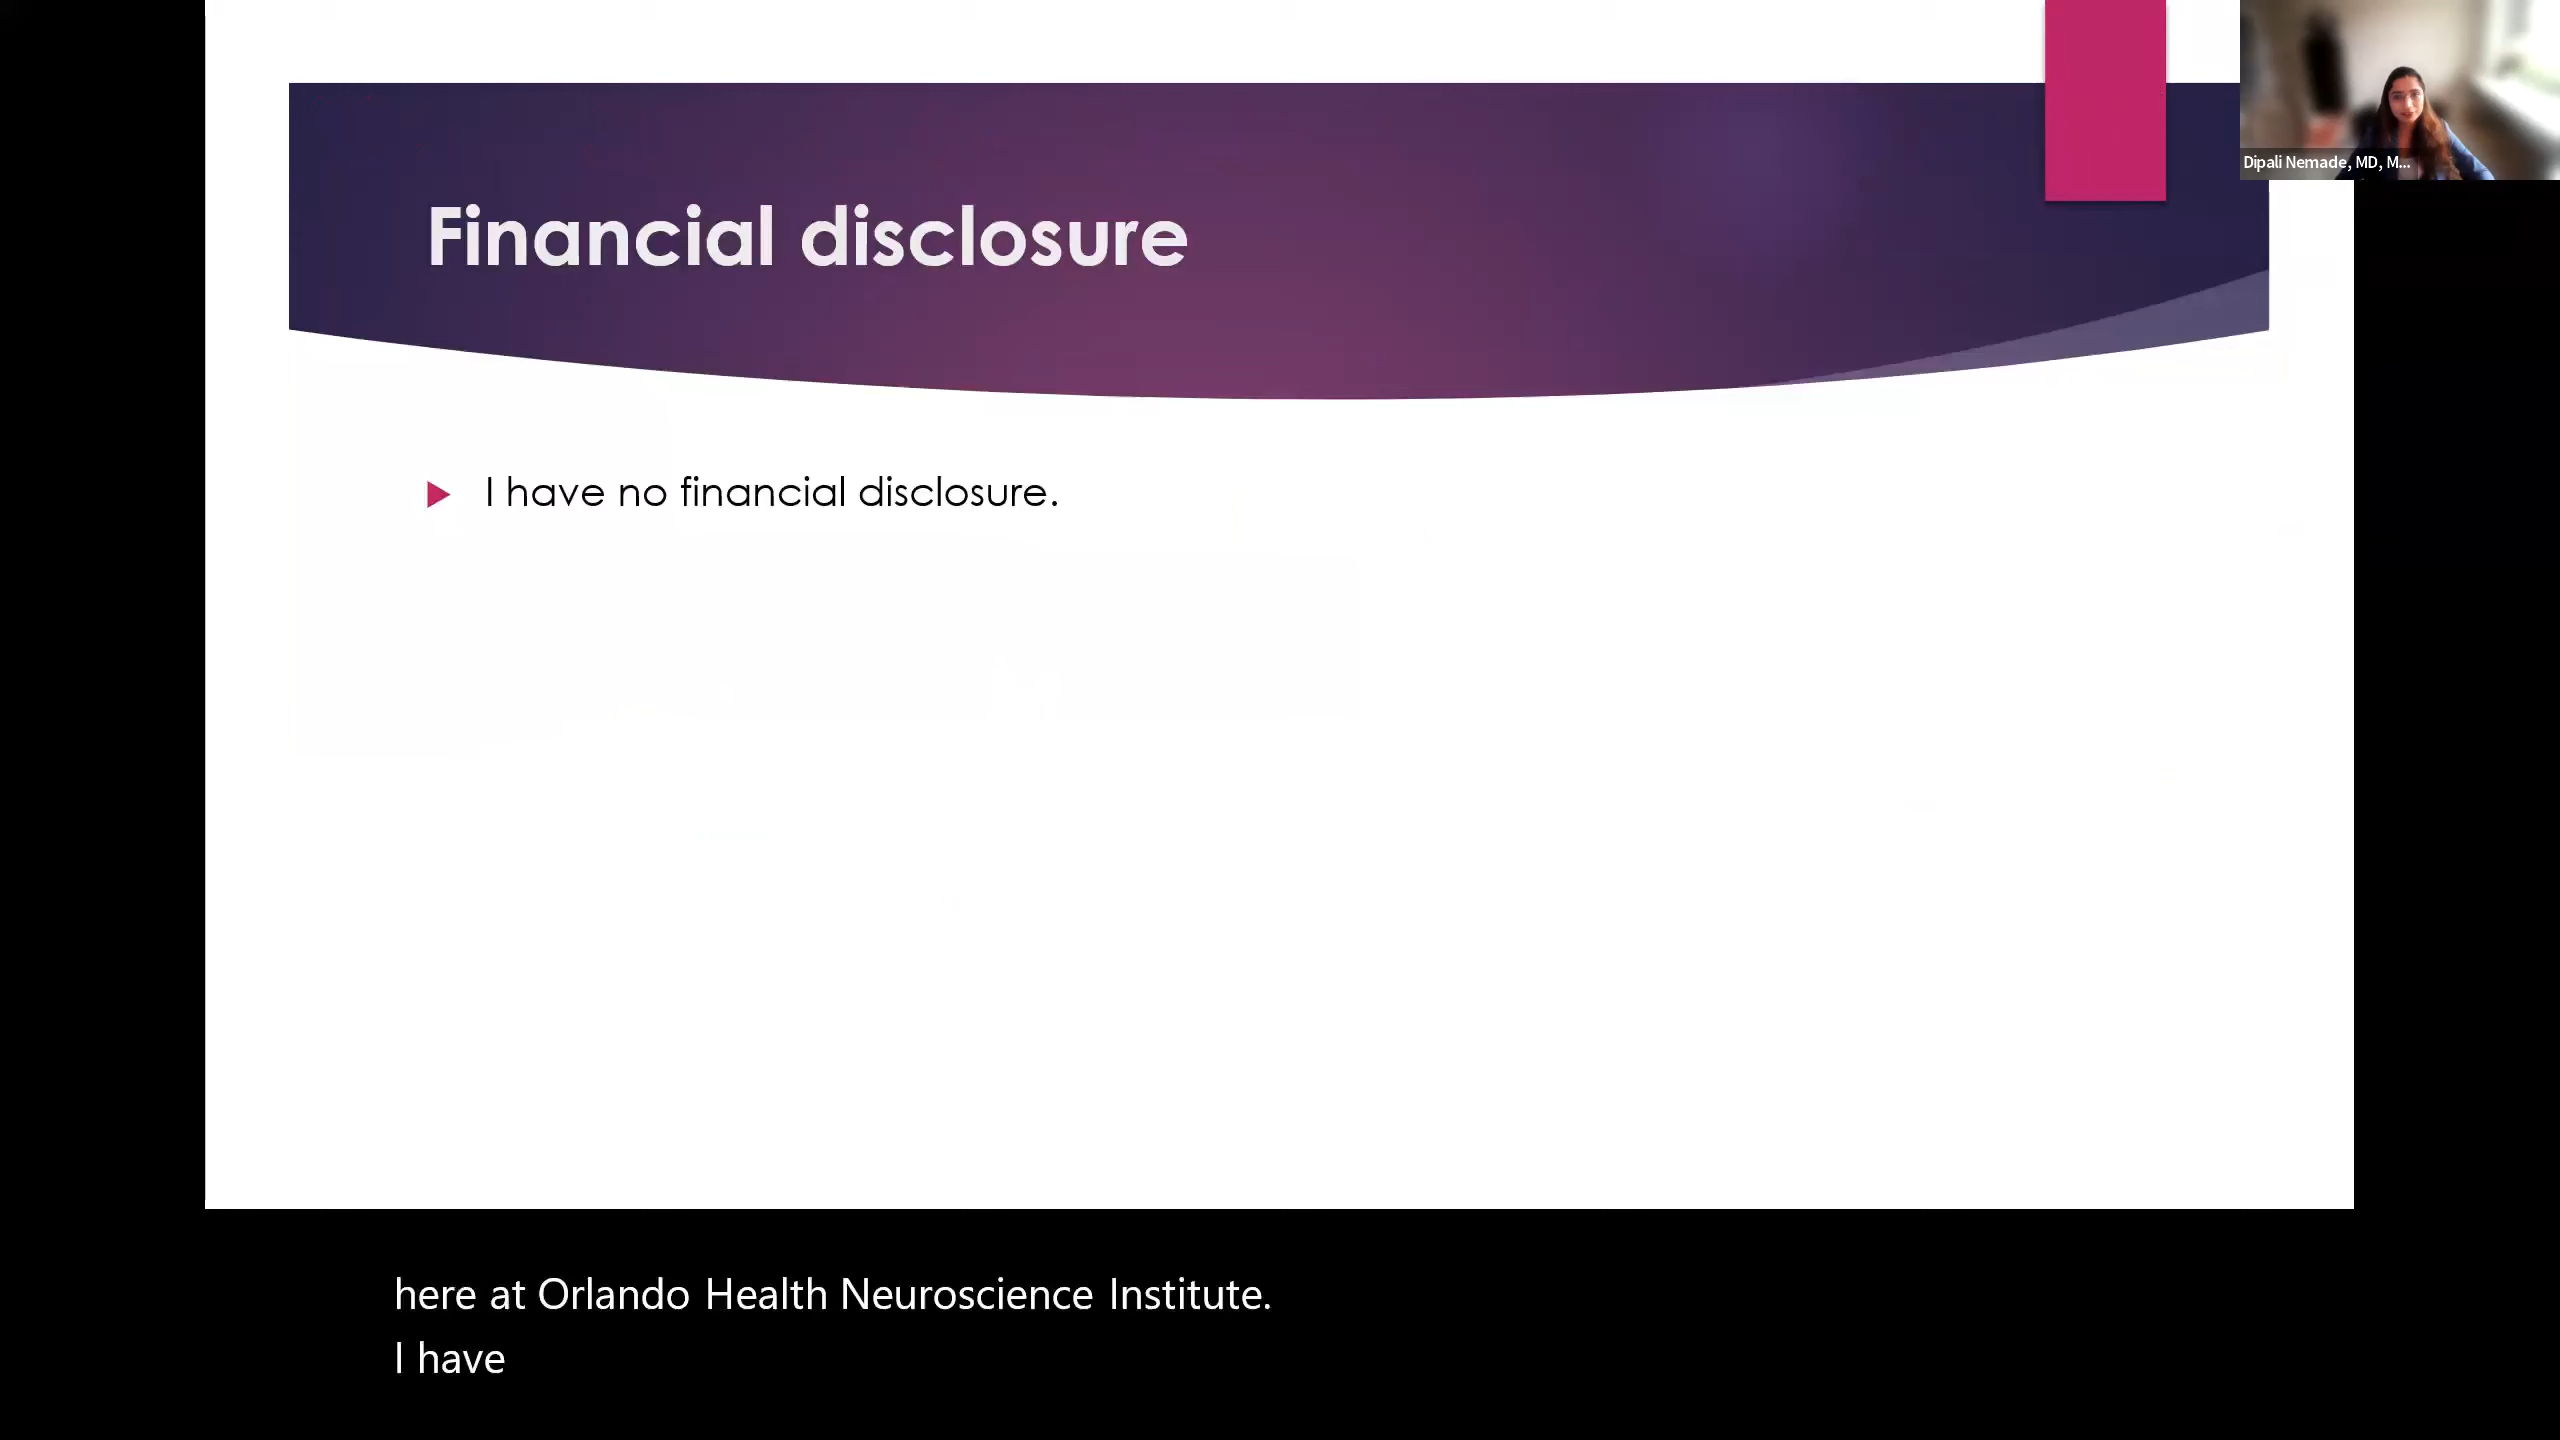 Financial disclosure
Dipali Nemade, MD, M...
I have no financial disclosure.
here at Orlando Health Neuroscience Institute.
I have